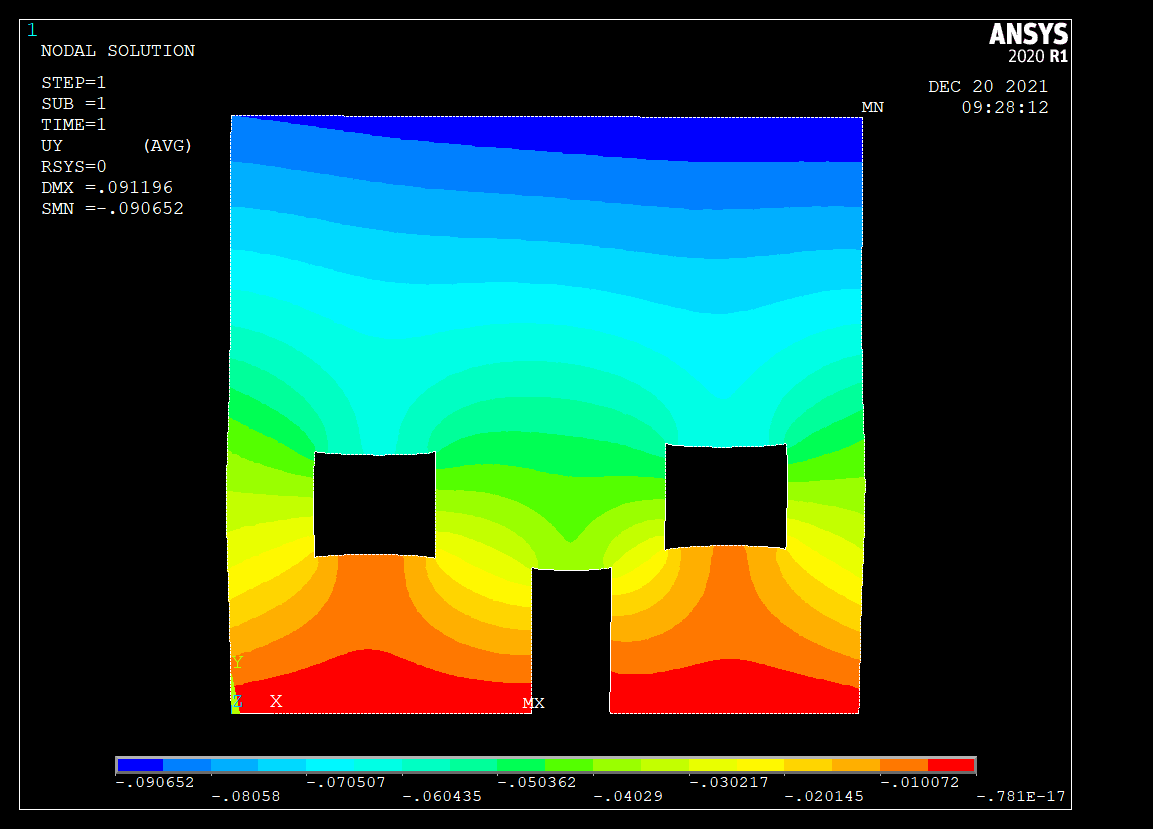 1
NODAL SOLUTION
STEP=1
SUB =1
TIME=1
UY (AVG)
RSYS=0
DMX =.091196
SMN =-.090652
ANSYS
2020 R1
DEC 20 2021
09:28:12
MN
Y
Z X
MX
-.090652 -.070507 -.050362 -.030217 -.010072
-.08058 -.060435 -.04029 -.020145 -.781E-17